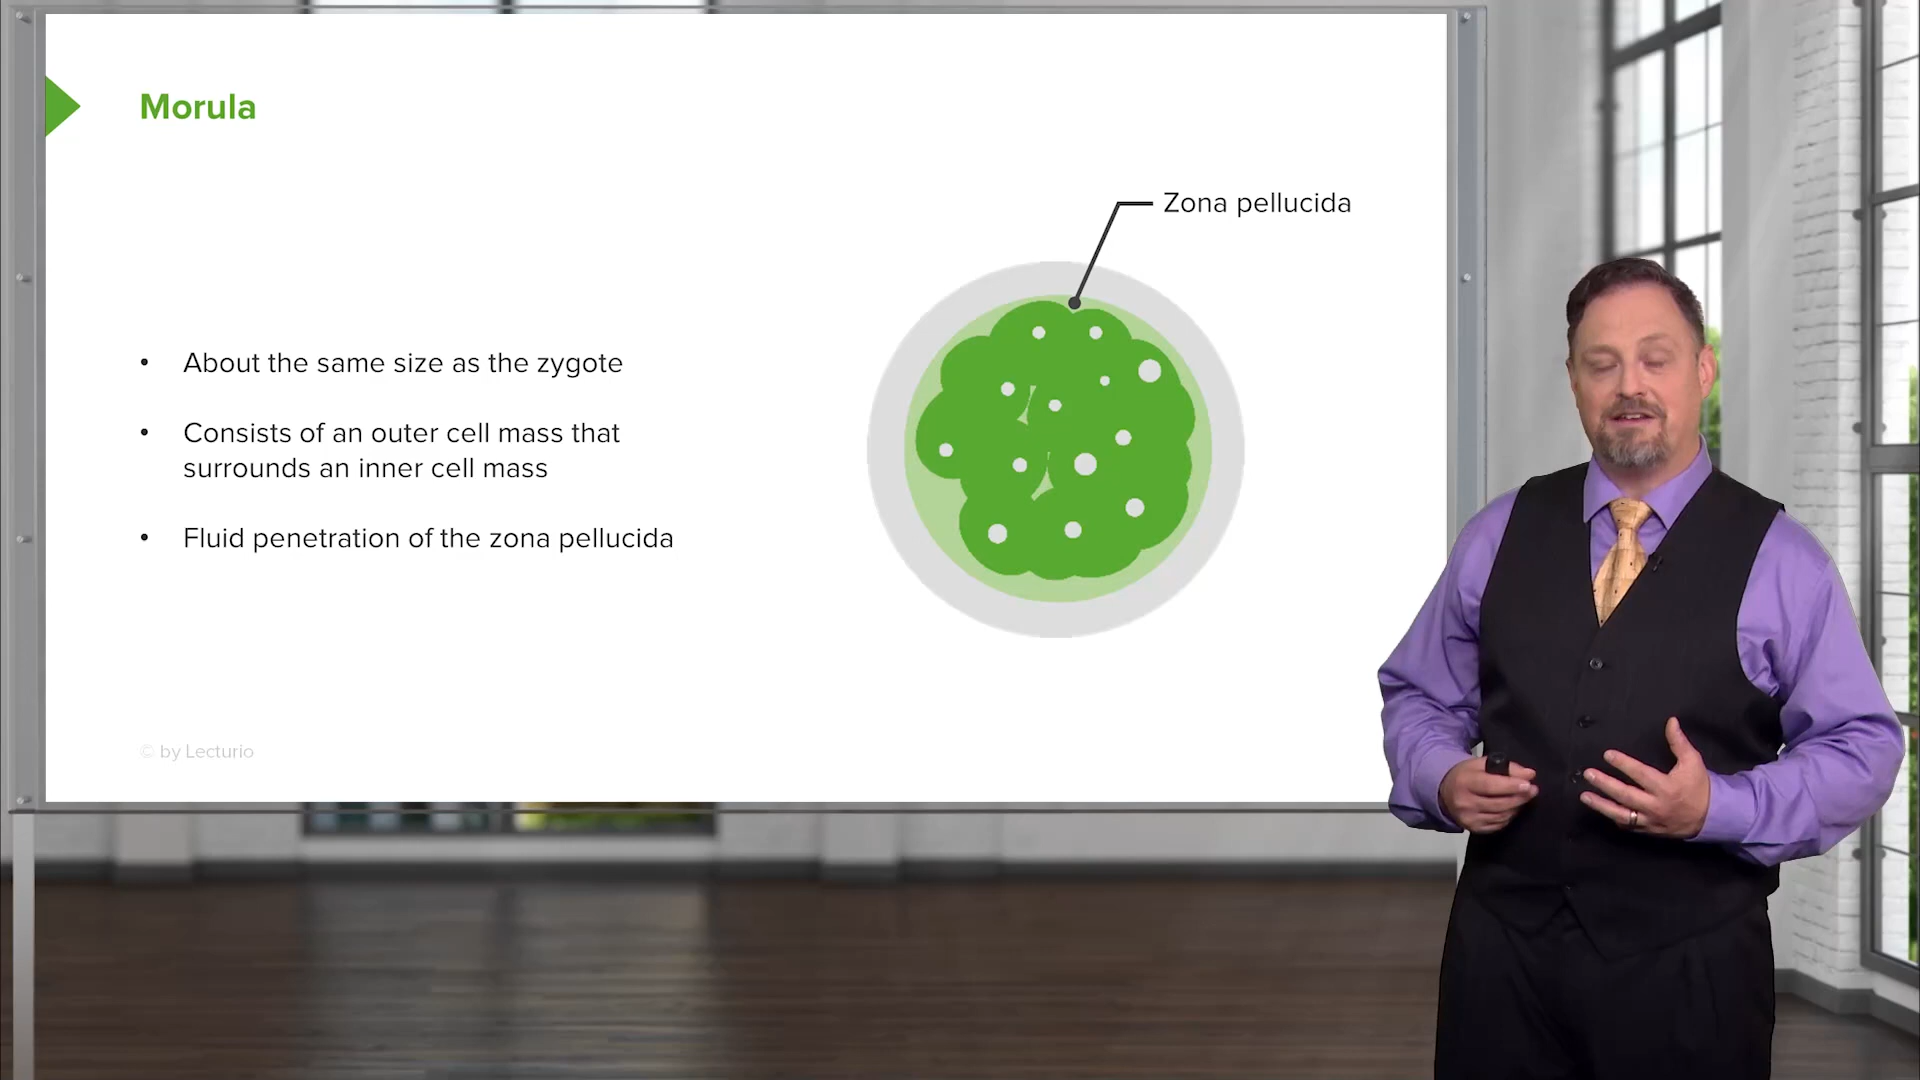 Morula
Zona pellucida
• About the same size as the zygote
• Consists of an outer cell mass that
surrounds an inner cell mass
• Fluid penetration of the zona pellucida
© by Lecturio